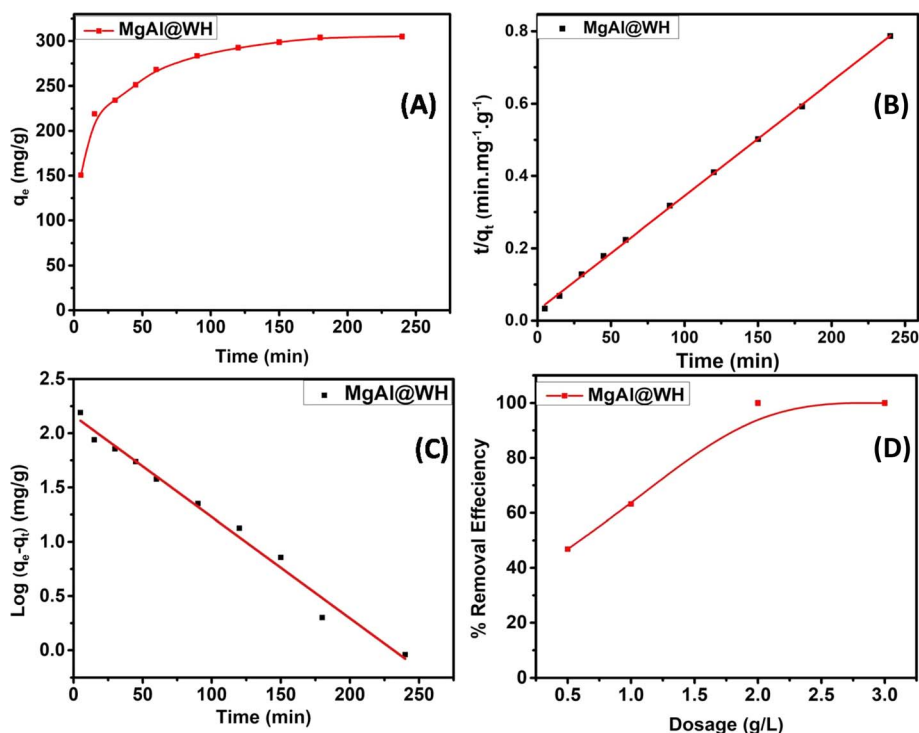 MgAl@WH
(A)
350
300
250
200
150
100
50
0
qₑ (mg/g)
0 50 100 150 200 250
Time (min)
MgAl@WH
(B)
0.8
0.6
0.4
0.2
0.0
t/qₜ (min.mg⁻¹.g⁻¹)
0 50 100 150 200 250
Time (min)
MgAl@WH
(C)
2.5
2.0
1.5
1.0
0.5
0.0
Log (qₑ-qₜ) (mg/g)
0 50 100 150 200 250
Time (min)
MgAl@WH
(D)
100
80
60
40
20
0
% Removal Effeciency
0.5 1.0 1.5 2.0 2.5 3.0
Dosage (g/L)